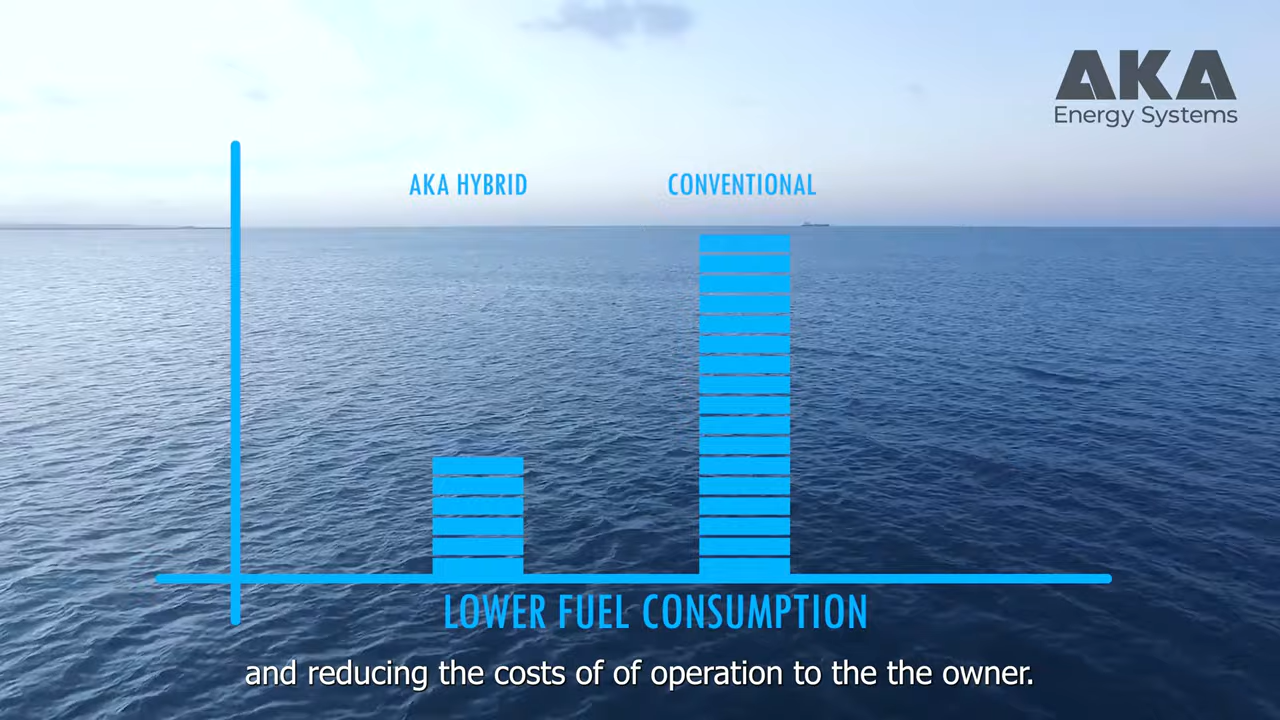 AKA
Energy Systems
AKA HYBRID
CONVENTIONAL
LOWER FUEL CONSUMPTION
and reducing the costs of of operation to the the owner.